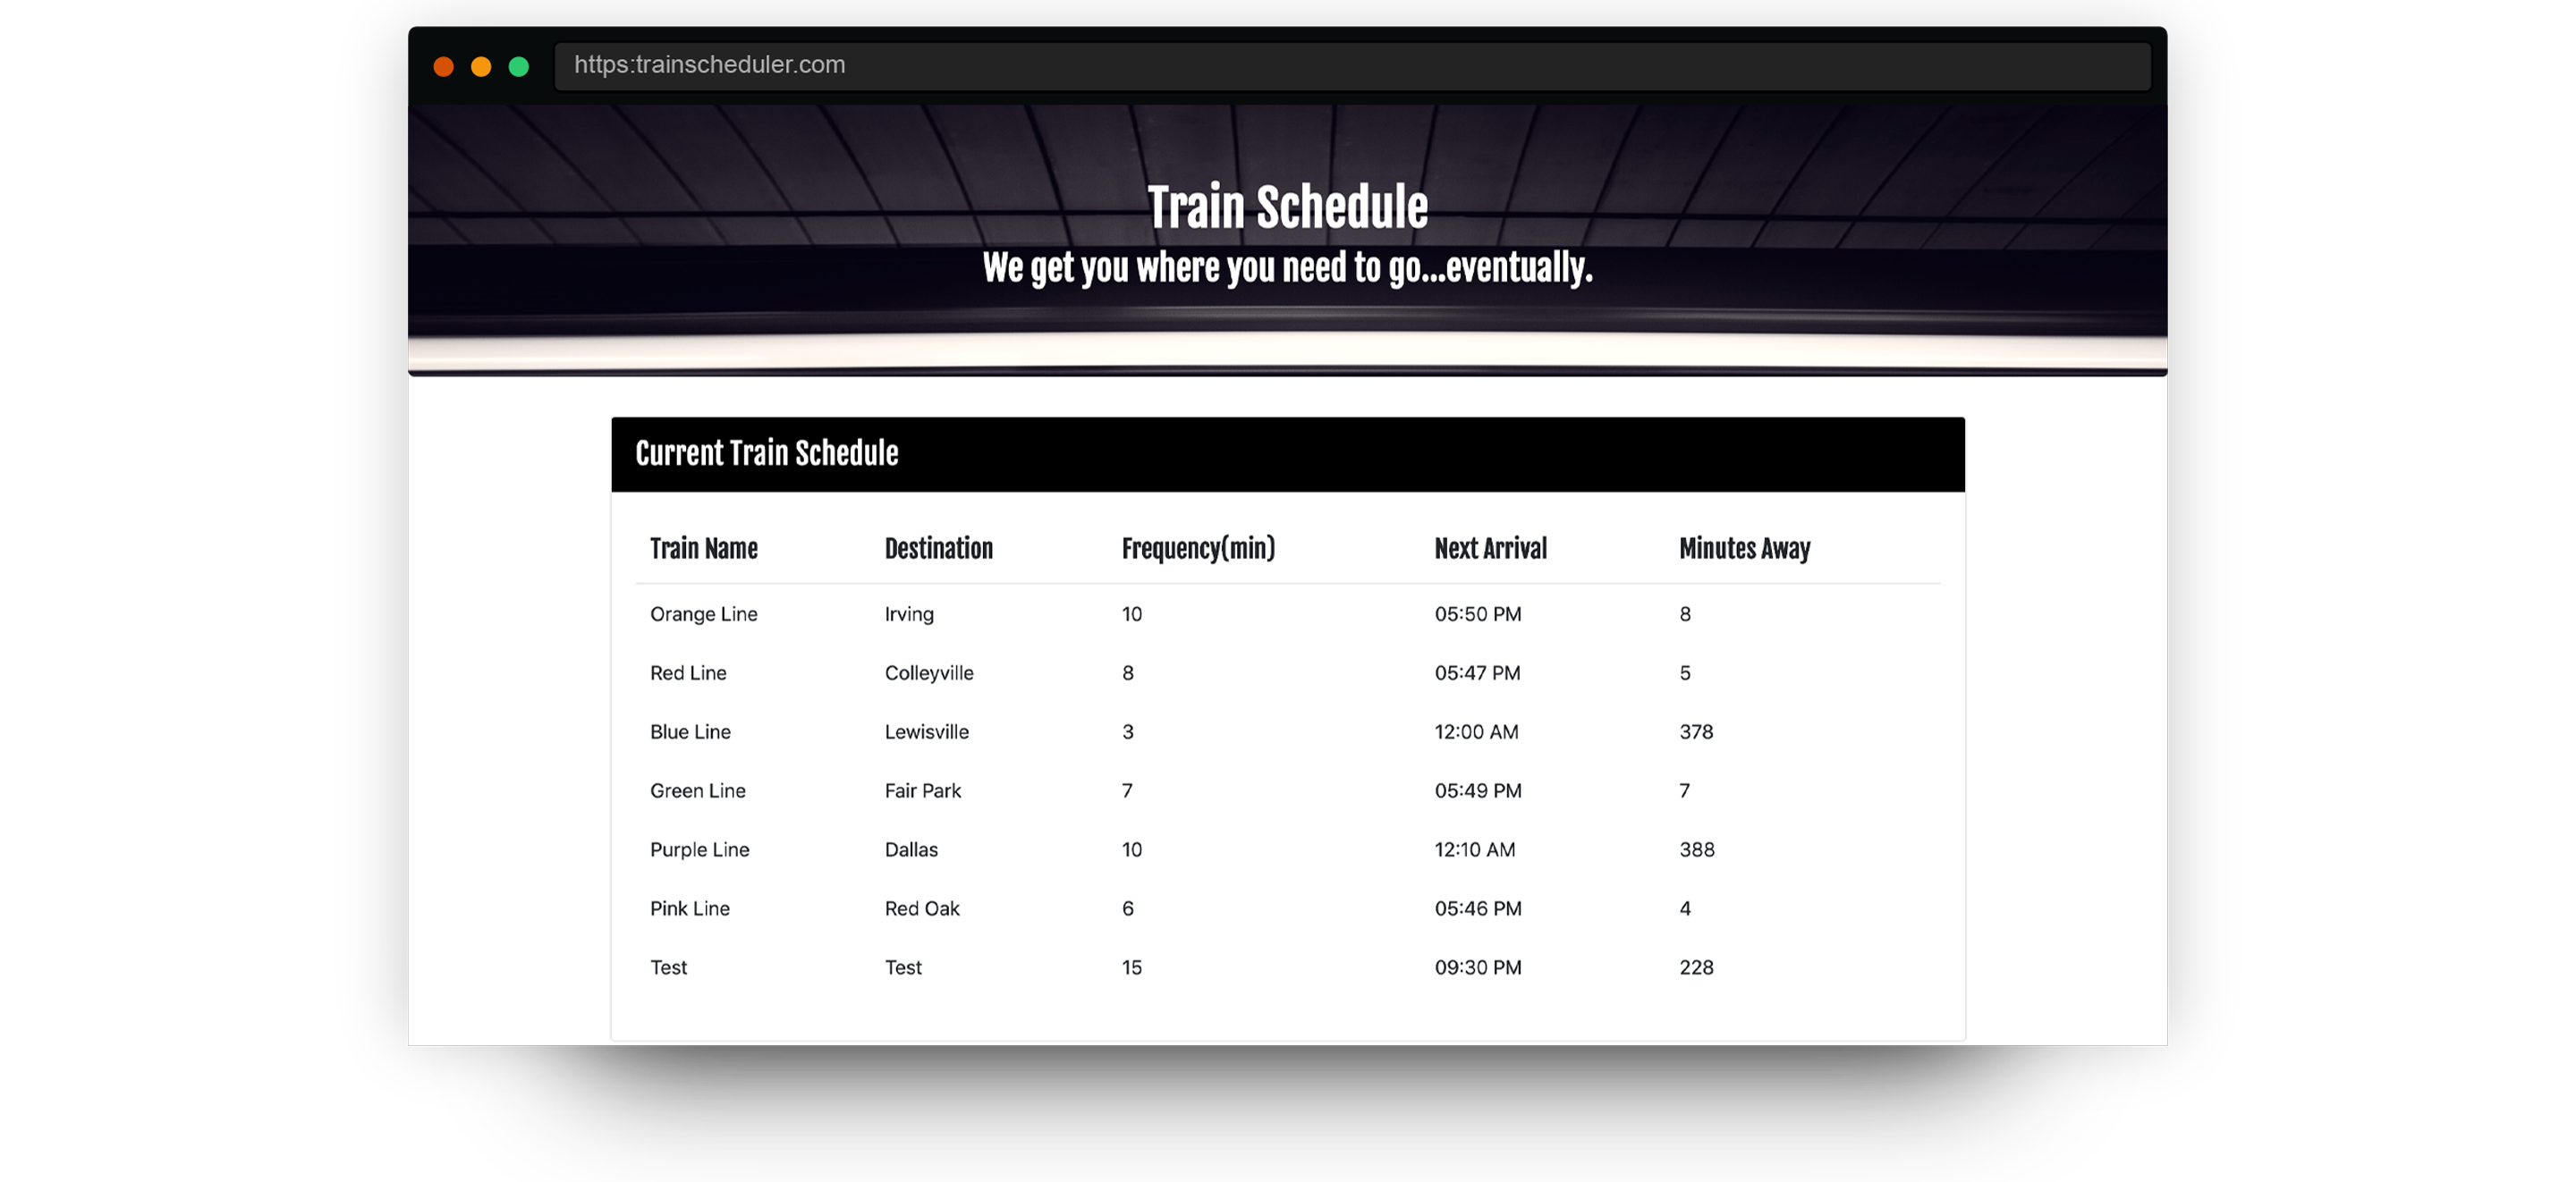 https:trainscheduler.com
Train Schedule
We get you where you need to go...eventually.
Current Train Schedule
Train Name Destination Frequency(min) Next Arrival Minutes Away
Orange Line Irving 10 05:50 PM 8
Red Line Colleyville 8 05:47 PM 5
Blue Line Lewisville 3 12:00 AM 378
Green Line Fair Park 7 05:49 PM 7
Purple Line Dallas 10 12:10 AM 388
Pink Line Red Oak 6 05:46 PM 4
Test Test 15 09:30 PM 228